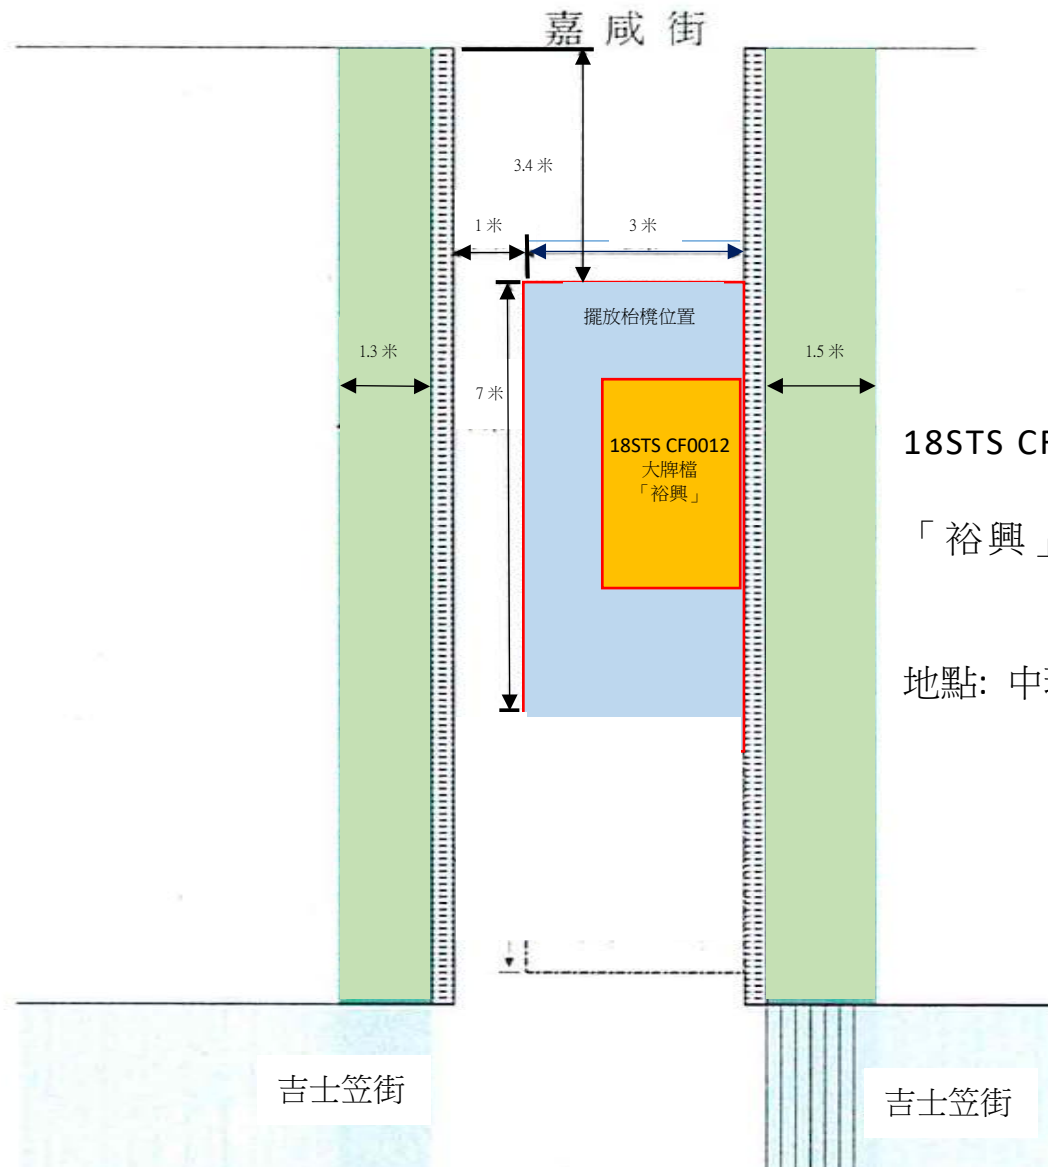 嘉咸街
3.4 米
1 米
3 米
擺放枱櫈位置
1.3 米
1.5 米
7 米
18STS CF0012
大牌檔
「裕興」
18STS CF
「裕興」
地點: 中
吉士笠街
吉士笠街